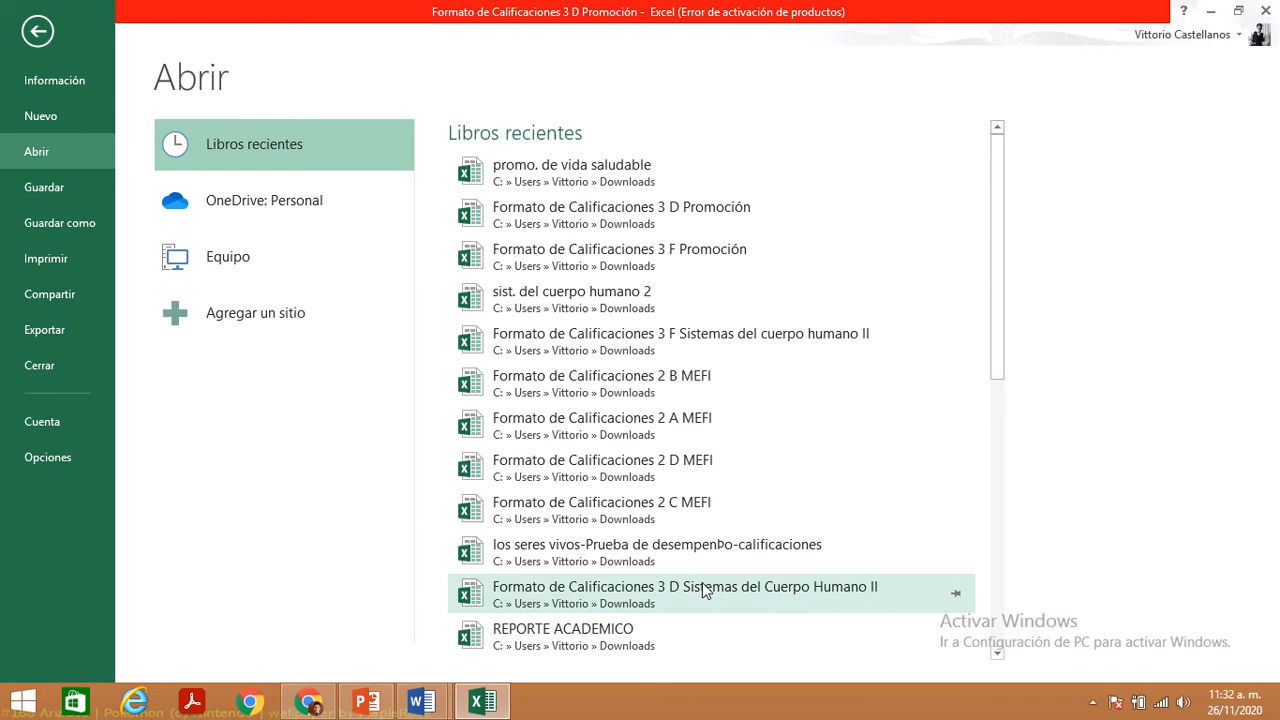 Formato de Calificaciones 3 D Promoción - Excel (Error de activación de productos)
Vittorio Castellanos
Información
Nuevo
Abrir
Guardar
Guardar como
Imprimir
Compartir
Exportar
Cerrar
Cuenta
Opciones
Abrir
Libros recientes
OneDrive: Personal
Equipo
Agregar un sitio
Libros recientes
promo. de vida saludable
C: » Users » Vittorio » Downloads
Formato de Calificaciones 3 D Promoción
C: » Users » Vittorio » Downloads
Formato de Calificaciones 3 F Promoción
C: » Users » Vittorio » Downloads
sist. del cuerpo humano 2
C: » Users » Vittorio » Downloads
Formato de Calificaciones 3 F Sistemas del cuerpo humano II
C: » Users » Vittorio » Downloads
Formato de Calificaciones 2 B MEFI
C: » Users » Vittorio » Downloads
Formato de Calificaciones 2 A MEFI
C: » Users » Vittorio » Downloads
Formato de Calificaciones 2 D MEFI
C: » Users » Vittorio » Downloads
Formato de Calificaciones 2 C MEFI
C: » Users » Vittorio » Downloads
los seres vivos-Prueba de desempenÞo-calificaciones
C: » Users » Vittorio » Downloads
Formato de Calificaciones 3 D Sistemas del Cuerpo Humano II
C: » Users » Vittorio » Downloads
REPORTE ACADEMICO
C: » Users » Vittorio » Downloads
Activar Windows
Ir a Configuración de PC para activar Windows.
11:32 a. m.
26/11/2020